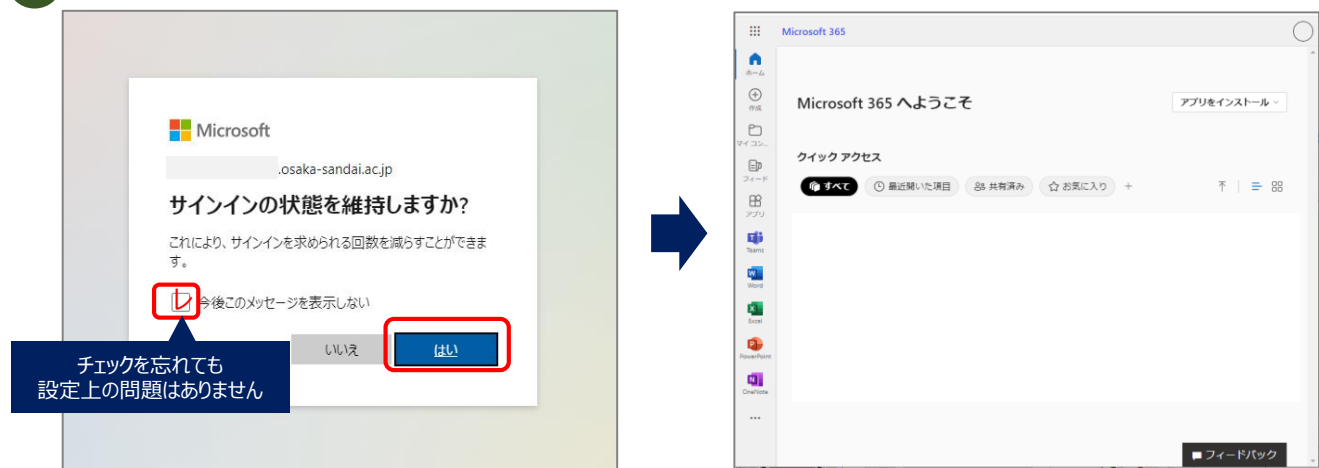 Microsoft
.osaka-sandai.ac.jp
サインインの状態を維持しますか?
これにより、サインインを求められる回数を減らすことができま
す。
今後このメッセージを表示しない
いいえ
はい
チェックを忘れても
設定上の問題はありません
Microsoft 365
ホーム
作成
マイ コン...
フィード
アプリ
Teams
Word
Excel
PowerPoint
OneNote
Microsoft 365 へようこそ
アプリをインストール
クイック アクセス
すべて
最近開いた項目
共有済み
お気に入り
フィードバック